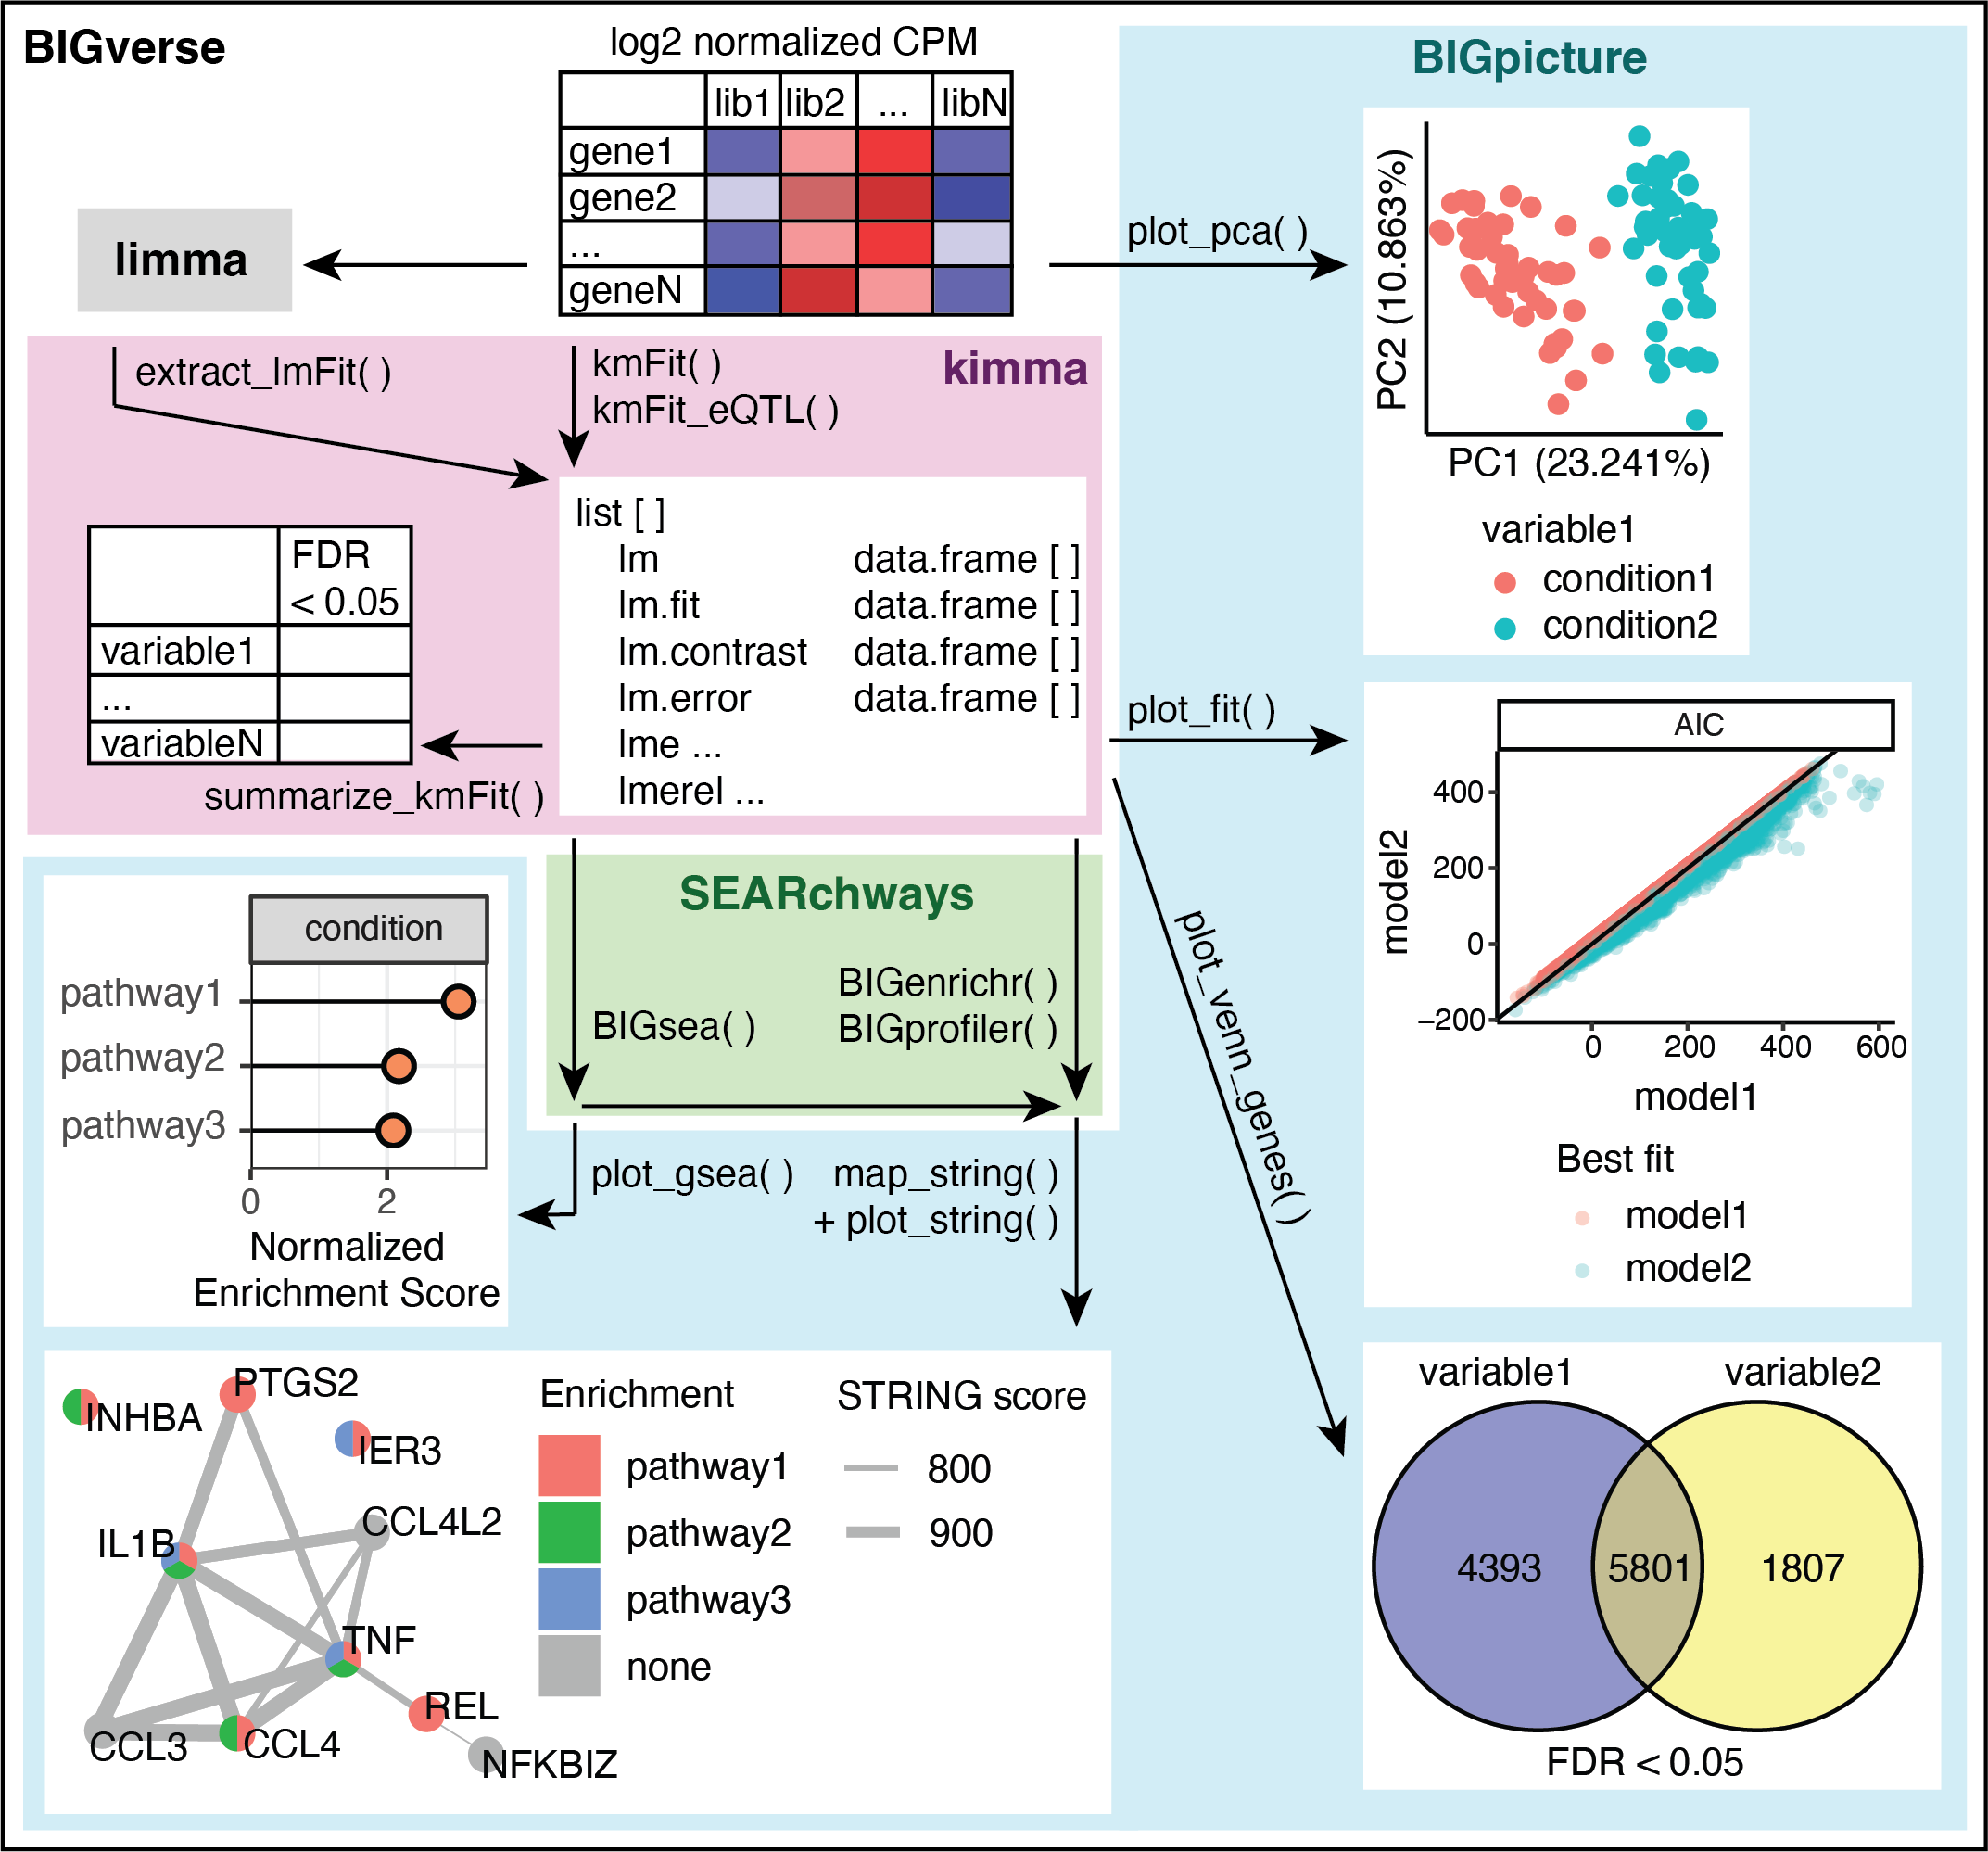 BIGverse
log2 normalized CPM
lib1 lib2 ... libN
gene1
gene2
...
geneN
limma
plot_pca( )
BIGpicture
PC2 (10.863%)
PC1 (23.241%)
variable1
condition1
condition2
extract_lmFit( )
kmFit( )
kmFit_eQTL( )
kimma
list [ ]
lm data.frame [ ]
lm.fit data.frame [ ]
lm.contrast data.frame [ ]
lm.error data.frame [ ]
lme ...
lmerel ...
FDR
< 0.05
variable1
...
variableN
summarize_kmFit( )
plot_fit( )
AIC
model2
400
200
0
−200
0 200 400 600
model1
Best fit
model1
model2
SEARchways
BIGsea( )
BIGenrichr( )
BIGprofiler( )
plot_venn_genes( )
condition
pathway1
pathway2
pathway3
0 2
Normalized
Enrichment Score
plot_gsea( )
map_string( )
+ plot_string( )
INHBA
PTGS2
IER3
CCL4L2
IL1B
TNF
REL
CCL3
CCL4
NFKBIZ
Enrichment
pathway1
pathway2
pathway3
none
STRING score
800
900
variable1 variable2
4393 5801 1807
FDR < 0.05